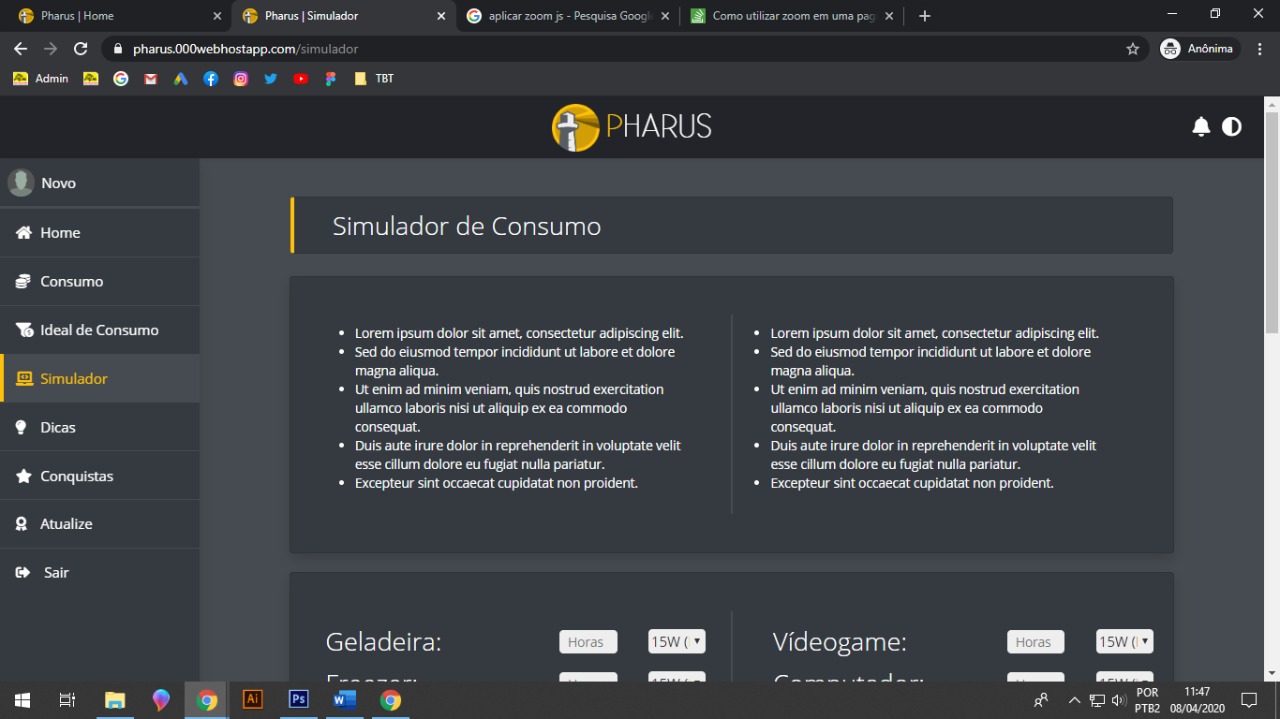 Pharus | Home
Pharus | Simulador
aplicar zoom js - Pesquisa Googl
Como utilizar zoom em uma pag
pharus.000webhostapp.com/simulador
Anônima
Admin
TBT
PHARUS
Novo
Home
Consumo
Ideal de Consumo
Simulador
Dicas
Conquistas
Atualize
Sair
Simulador de Consumo
• Lorem ipsum dolor sit amet, consectetur adipiscing elit.
• Sed do eiusmod tempor incididunt ut labore et dolore
magna aliqua.
• Ut enim ad minim veniam, quis nostrud exercitation
ullamco laboris nisi ut aliquip ex ea commodo
consequat.
• Duis aute irure dolor in reprehenderit in voluptate velit
esse cillum dolore eu fugiat nulla pariatur.
• Excepteur sint occaecat cupidatat non proident.
• Lorem ipsum dolor sit amet, consectetur adipiscing elit.
• Sed do eiusmod tempor incididunt ut labore et dolore
magna aliqua.
• Ut enim ad minim veniam, quis nostrud exercitation
ullamco laboris nisi ut aliquip ex ea commodo
consequat.
• Duis aute irure dolor in reprehenderit in voluptate velit
esse cillum dolore eu fugiat nulla pariatur.
• Excepteur sint occaecat cupidatat non proident.
Geladeira: Horas 15W (
Vídeogame: Horas 15W (
Freezer:
Computador:
Ai
Ps
POR
PTB2
11:47
08/04/2020